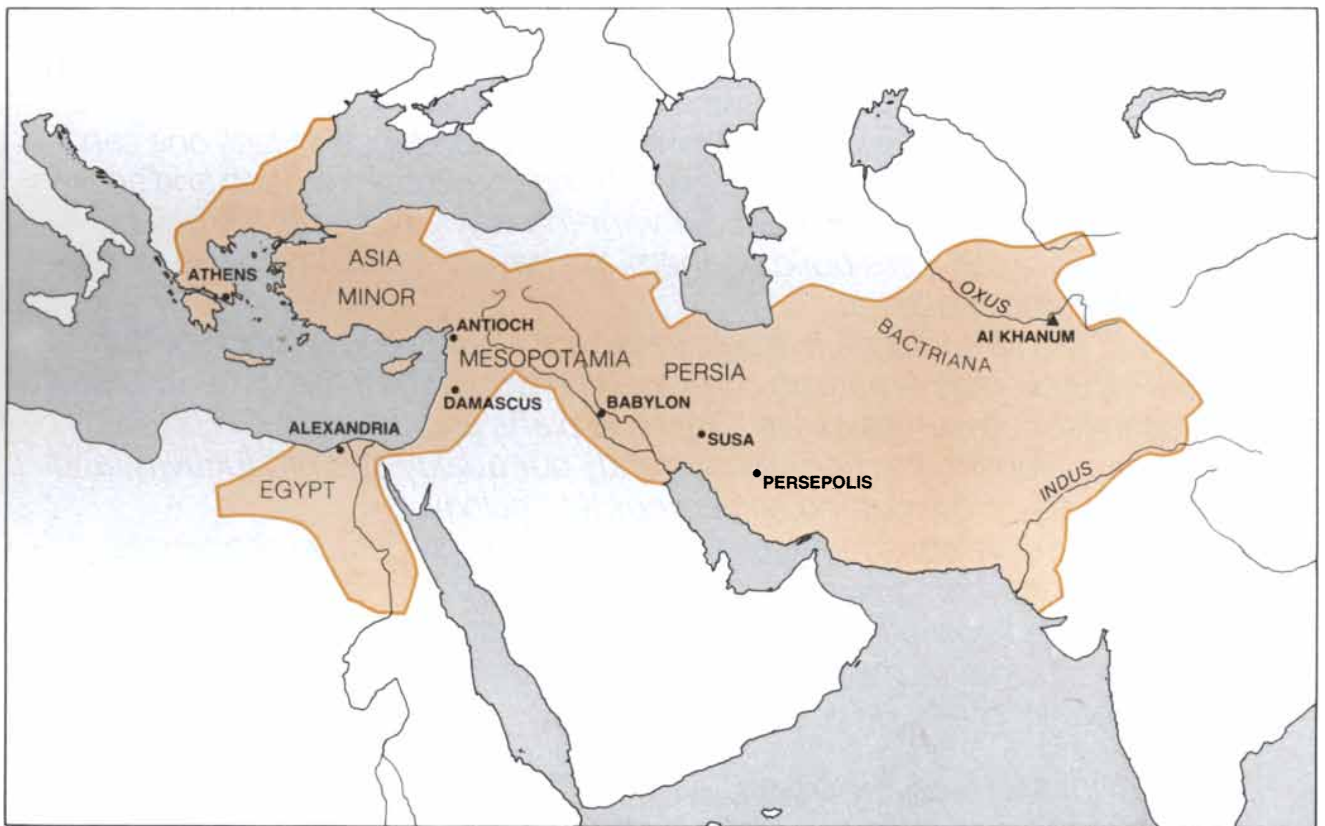 ATHENS
ASIA
MINOR
ANTIOCH
MESOPOTAMIA
DAMASCUS
ALEXANDRIA
EGYPT
BABYLON
PERSIA
SUSA
PERSEPOLIS
OXUS
BACTRIANA
AI KHANUM
INDUS